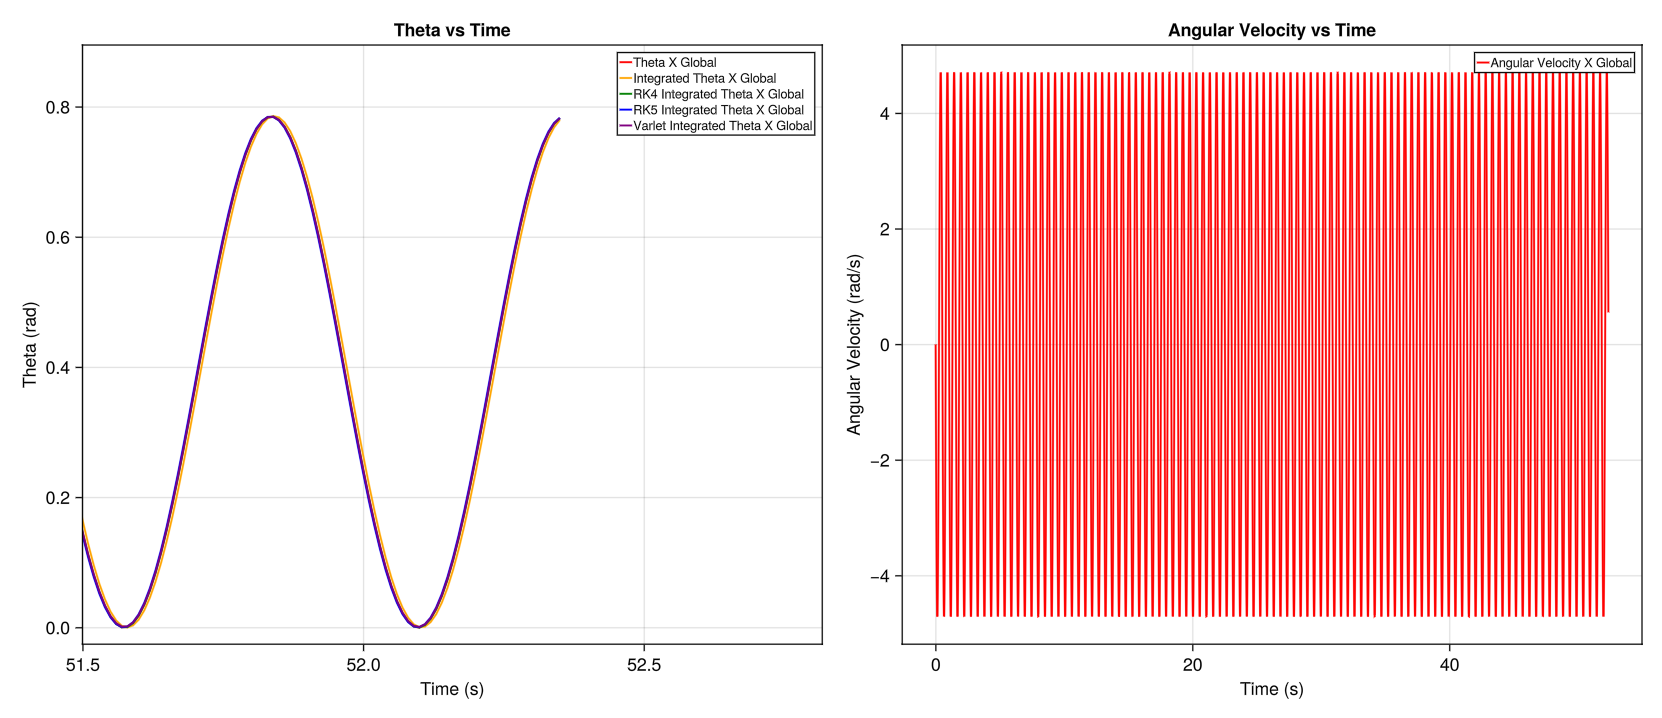 Theta vs Time
Theta (rad)
0.8
0.6
0.4
0.2
0.0
Theta X Global
Integrated Theta X Global
RK4 Integrated Theta X Global
RK5 Integrated Theta X Global
Varlet Integrated Theta X Global
51.5
52.0
52.5
Time (s)
Angular Velocity vs Time
Angular Velocity (rad/s)
4
2
0
−2
−4
Angular Velocity X Global
0
20
40
Time (s)